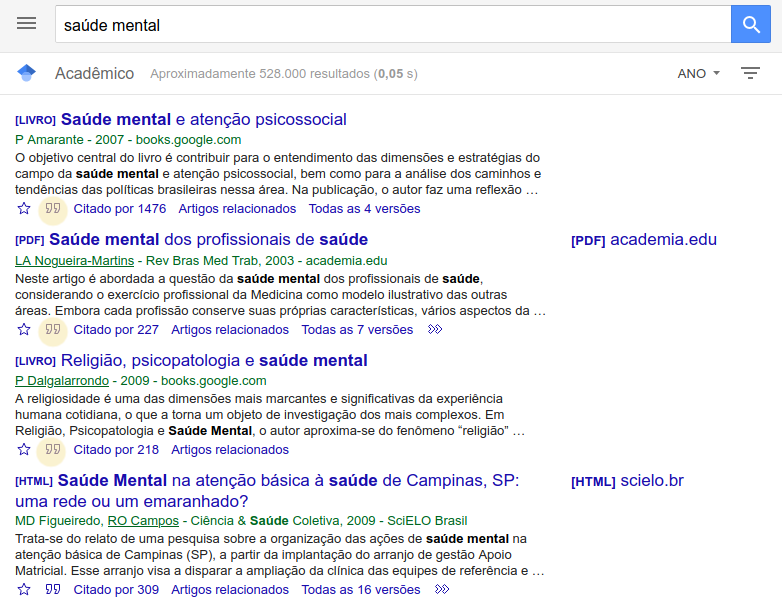 saúde mental
Acadêmico Aproximadamente 528.000 resultados (0,05 s) ANO
[LIVRO] Saúde mental e atenção psicossocial
P Amarante - 2007 - books.google.com
O objetivo central do livro é contribuir para o entendimento das dimensões e estratégias do
campo da saúde mental e atenção psicossocial, bem como para a análise dos caminhos e
tendências das políticas brasileiras nessa área. Na publicação, o autor faz uma reflexão …
Citado por 1476 Artigos relacionados Todas as 4 versões
[PDF] Saúde mental dos profissionais de saúde [PDF] academia.edu
LA Nogueira-Martins - Rev Bras Med Trab, 2003 - academia.edu
Neste artigo é abordada a questão da saúde mental dos profissionais de saúde,
considerando o exercício profissional da Medicina como modelo ilustrativo das outras
áreas. Embora cada profissão conserve suas próprias características, vários aspectos da …
Citado por 227 Artigos relacionados Todas as 7 versões
[LIVRO] Religião, psicopatologia e saúde mental
P Dalgalarrondo - 2009 - books.google.com
A religiosidade é uma das dimensões mais marcantes e significativas da experiência
humana cotidiana, o que a torna um objeto de investigação dos mais complexos. Em
Religião, Psicopatologia e Saúde Mental, o autor aproxima-se do fenômeno “religião” …
Citado por 218 Artigos relacionados
[HTML] Saúde Mental na atenção básica à saúde de Campinas, SP: [HTML] scielo.br
uma rede ou um emaranhado?
MD Figueiredo, RO Campos - Ciência & Saúde Coletiva, 2009 - SciELO Brasil
Trata-se do relato de uma pesquisa sobre a organização das ações de saúde mental na
atenção básica de Campinas (SP), a partir da implantação do arranjo de gestão Apoio
Matricial. Esse arranjo visa a disparar a ampliação da clínica das equipes de referência e …
Citado por 309 Artigos relacionados Todas as 16 versões